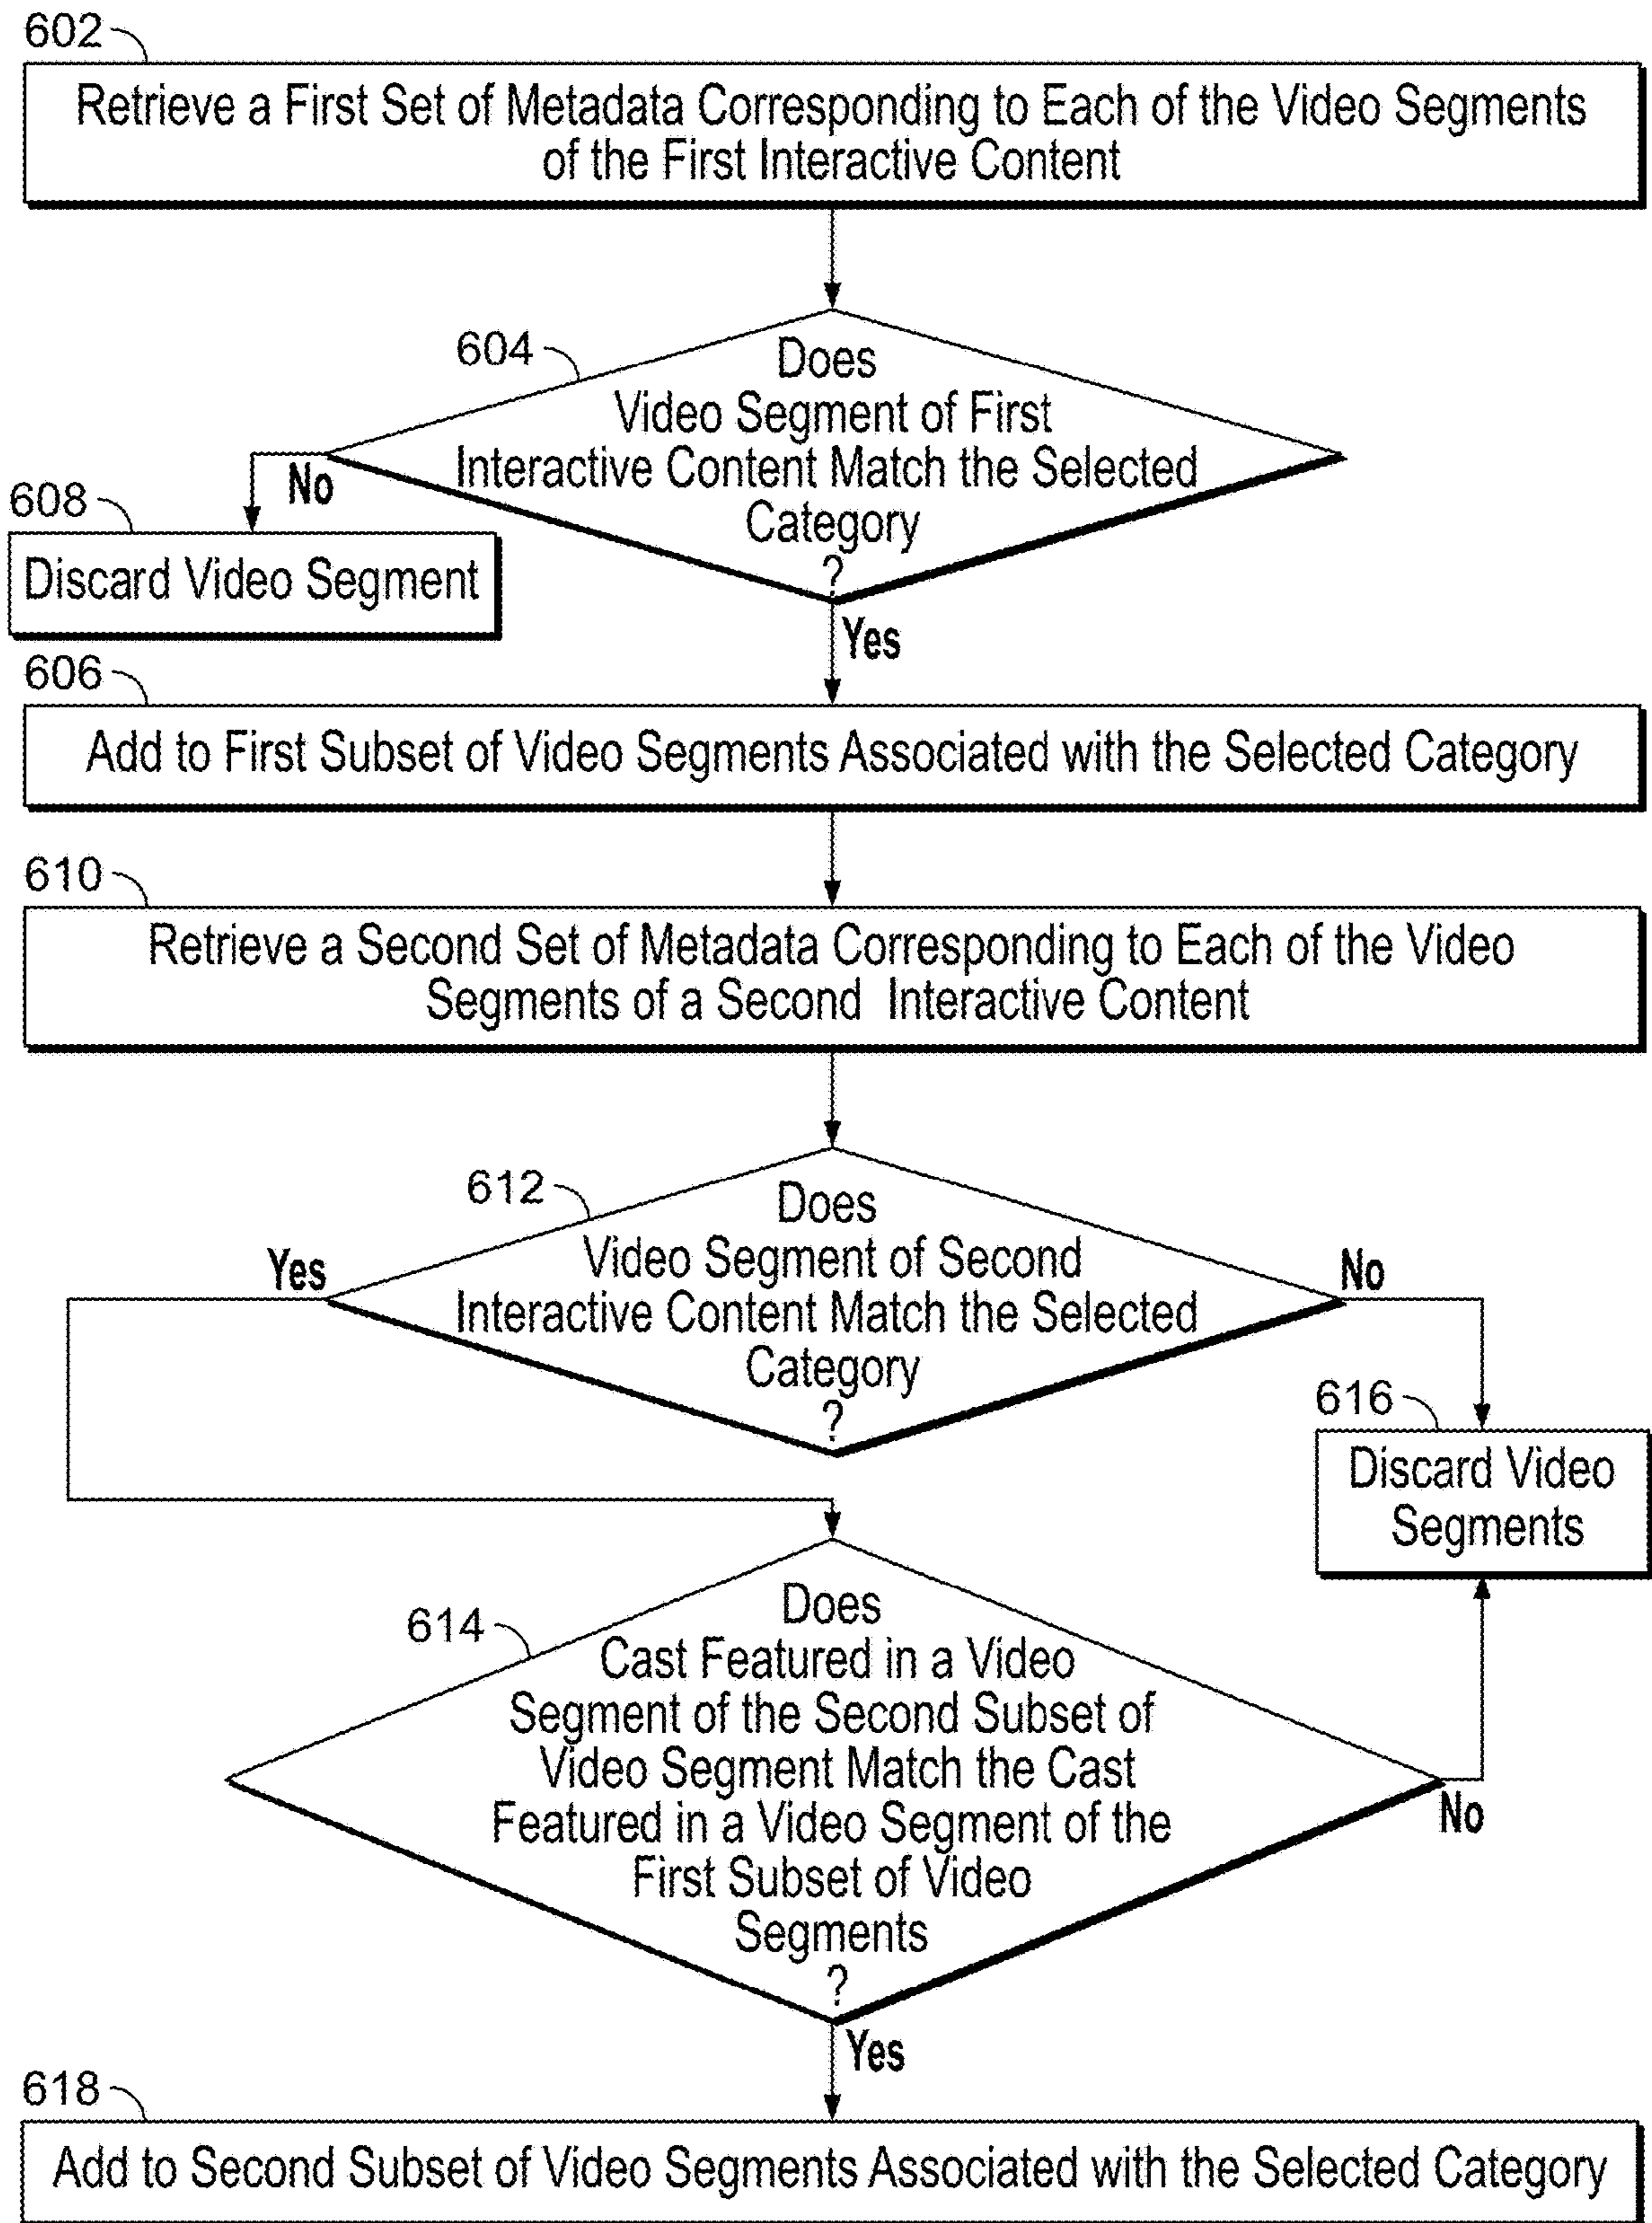 602
Retrieve a First Set of Metadata Corresponding to Each of the Video Segments
of the First Interactive Content
604
Does
Video Segment of First
Interactive Content Match the Selected
Category
?
No
608
Discard Video Segment
Yes
606
Add to First Subset of Video Segments Associated with the Selected Category
610
Retrieve a Second Set of Metadata Corresponding to Each of the Video
Segments of a Second Interactive Content
612
Does
Video Segment of Second
Interactive Content Match the Selected
Category
?
Yes
No
616
Discard Video
Segments
614
Does
Cast Featured in a Video
Segment of the Second Subset of
Video Segment Match the Cast
Featured in a Video Segment of the
First Subset of Video
Segments
?
No
Yes
618
Add to Second Subset of Video Segments Associated with the Selected Category